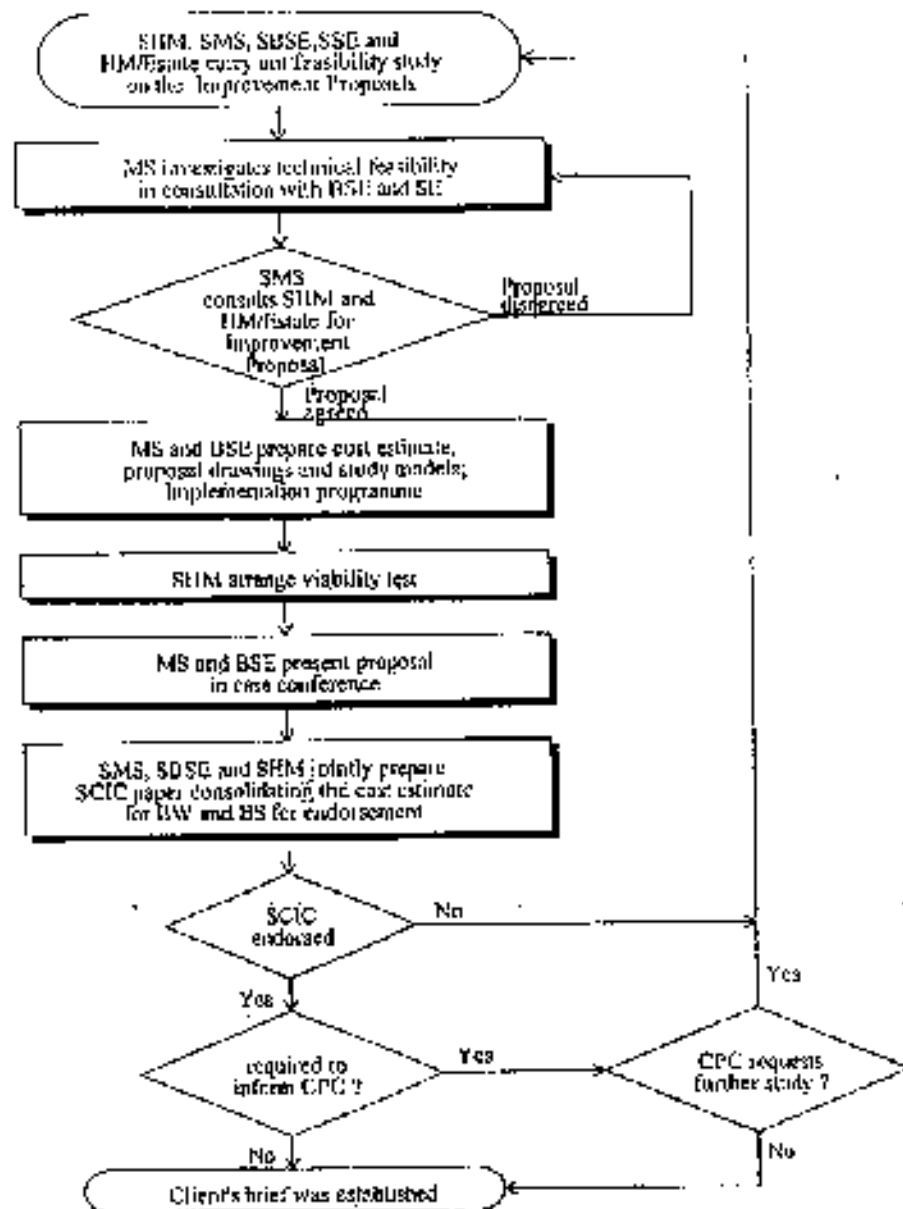 SHM, SMS, SBSE, SSE and
HM/Estate carry out feasibility study
on the Improvement Proposals
MS investigates technical feasibility
in consultation with BSE and SE
SMS
consults SHM and
HM/Estate for
Improvement
Proposal
Proposal
disagreed
Proposal
agreed
MS and BSE prepare cost estimate,
proposal drawings and study models;
Implementation programme
SHM arrange viability test
MS and BSE present proposal
in case conference
SMS, SBSE and SHM jointly prepare
SCIC paper consolidating the cost estimate
for BW and BS for endorsement
SCIC
endorsed
No
Yes
Yes
required to
inform CPC ?
Yes
CPC requests
further study ?
No
No
Client's brief was established